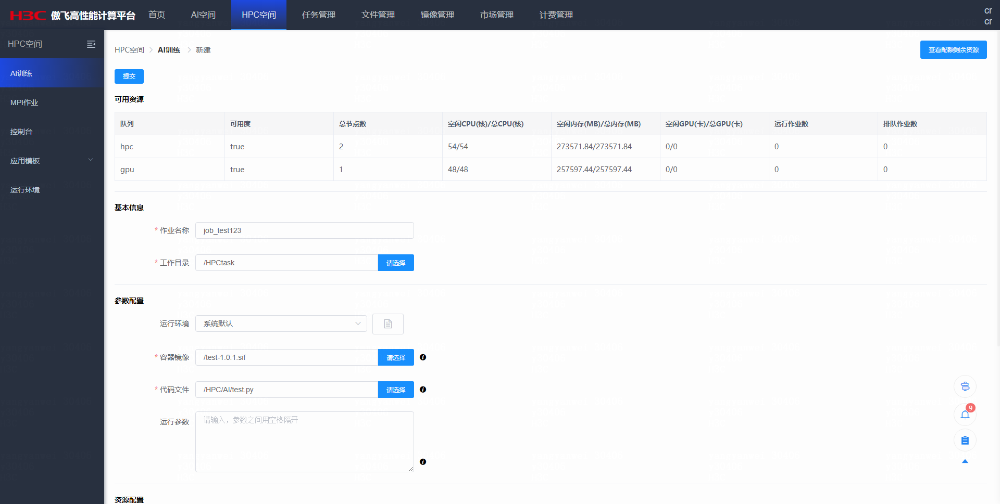 H3C 傲飞高性能计算平台 首页 AI空间 HPC空间 任务管理 文件管理 镜像管理 市场管理 计费管理 cr
cr
HPC空间
AI训练
MPI作业
控制台
应用模板
运行环境
HPC空间 AI训练 新建 查看配额剩余资源
提交
可用资源
队列 可用度 总节点数 空闲CPU(核)/总CPU(核) 空闲内存(MB)/总内存(MB) 空闲GPU(卡)/总GPU(卡) 运行作业数 排队作业数
hpc true 2 54/54 273571.84/273571.84 0/0 0 0
gpu true 1 48/48 257597.44/257597.44 0/0 0 0
基本信息
* 作业名称 job_test123
* 工作目录 /HPCtask 请选择
参数配置
运行环境 系统默认
* 容器镜像 /test-1.0.1.sif 请选择
* 代码文件 /HPC/AI/test.py 请选择
运行参数 请输入，参数之间用空格隔开
9
资源配置